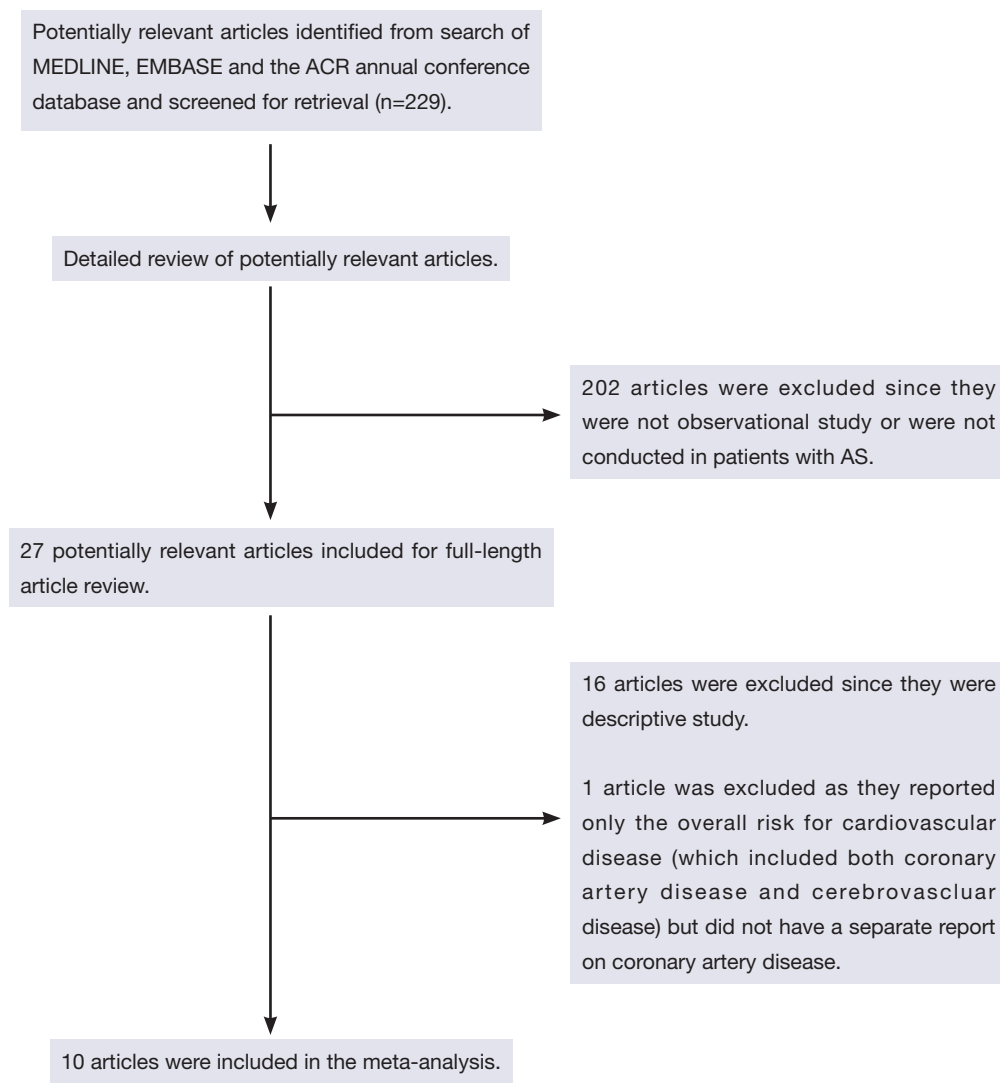 Potentially relevant articles identified from search of
MEDLINE, EMBASE and the ACR annual conference
database and screened for retrieval (n=229).
Detailed review of potentially relevant articles.
202 articles were excluded since they
were not observational study or were not
conducted in patients with AS.
27 potentially relevant articles included for full-length
article review.
16 articles were excluded since they were
descriptive study.
1 article was excluded as they reported
only the overall risk for cardiovascular
disease (which included both coronary
artery disease and cerebrovascluar
disease) but did not have a separate report
on coronary artery disease.
10 articles were included in the meta-analysis.